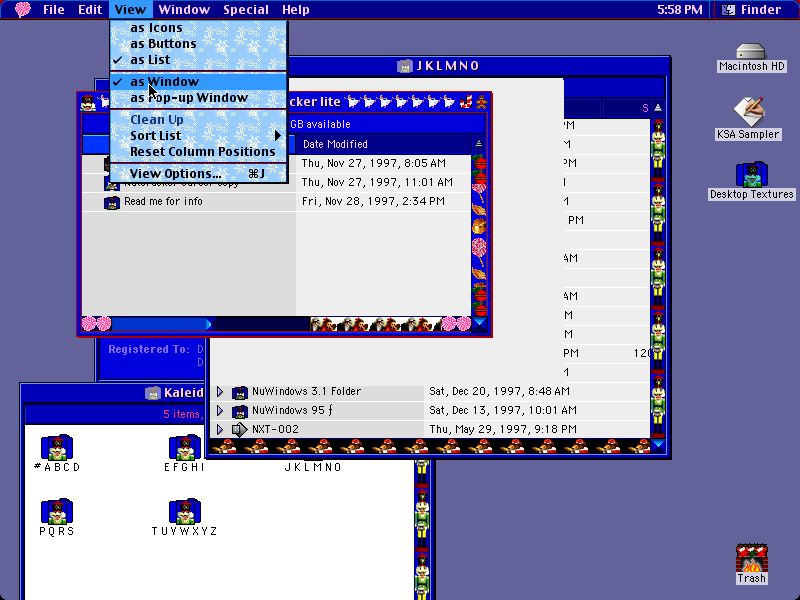 File Edit View Window Special Help 5:58 PM Finder
as Icons
as Buttons
✓ as List
✓ as Window
as Pop-up Window
Clean Up
Sort List
Reset Column Positions
View Options... ⌘J
JKLMNO
cker lite
GB available
Date Modified
S
Thu, Nov 27, 1997, 8:05 AM
Thu, Nov 27, 1997, 11:01 AM
Read me for info Fri, Nov 28, 1997, 2:34 PM
PM
PM
PM
AM
AM
M
M
PM 120
Registered To: D
D
NuWindows 3.1 Folder Sat, Dec 20, 1997, 8:48 AM
NuWindows 95 ƒ Sat, Dec 13, 1997, 10:01 AM
NXT-002 Thu, May 29, 1997, 9:18 PM
Kaleid
5 items,
#ABCD
EFGHI
JKLMNO
PQRS
TUYWXYZ
Macintosh HD
KSA Sampler
Desktop Textures
Trash